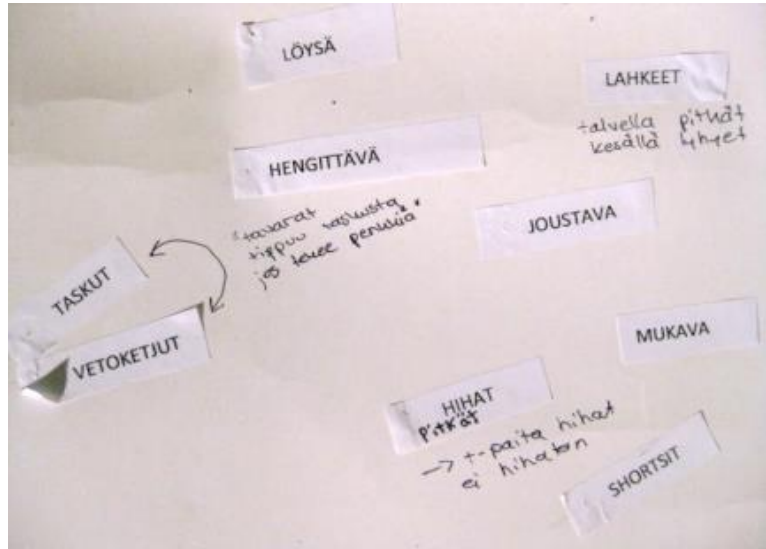 LÖYSÄ
LAHKEET
talvella pitkät
kesällä lyhyet
HENGITTÄVÄ
"tavarat
tippuu taskusta
jos tekee penkkiä"
JOUSTAVA
TASKUT
VETOKETJUT
MUKAVA
HIHAT
pitkät
→ t-paita hihat
ei hihaton
SHORTSIT